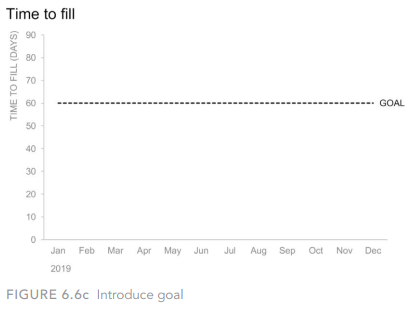 Time to fill
TIME TO FILL (DAYS)
90
80
70
60
50
40
30
20
10
0
GOAL
Jan Feb Mar Apr May Jun Jul Aug Sep Oct Nov Dec
2019
FIGURE 6.6c Introduce goal